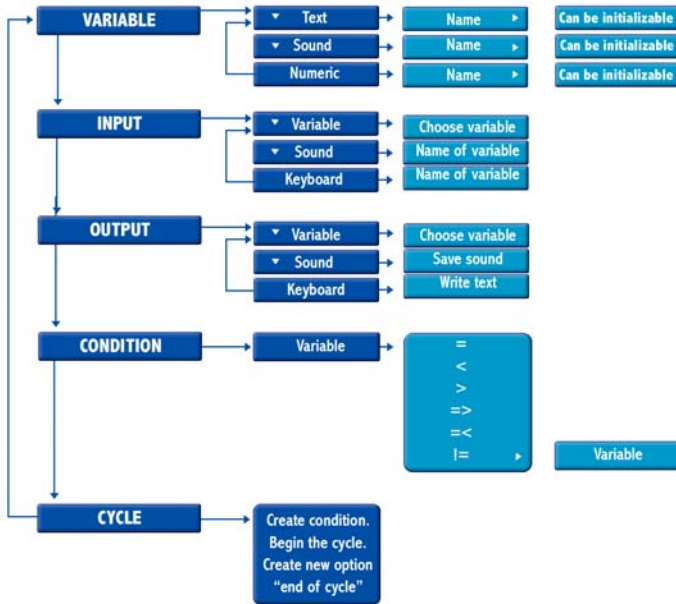 VARIABLE
Text
Name
Can be initializable
Sound
Name
Can be initializable
Numeric
Name
Can be initializable
INPUT
Variable
Choose variable
Sound
Name of variable
Keyboard
Name of variable
OUTPUT
Variable
Choose variable
Sound
Save sound
Keyboard
Write text
CONDITION
Variable
=
<
>
=>
=<
!=
Variable
CYCLE
Create condition.
Begin the cycle.
Create new option
“end of cycle”